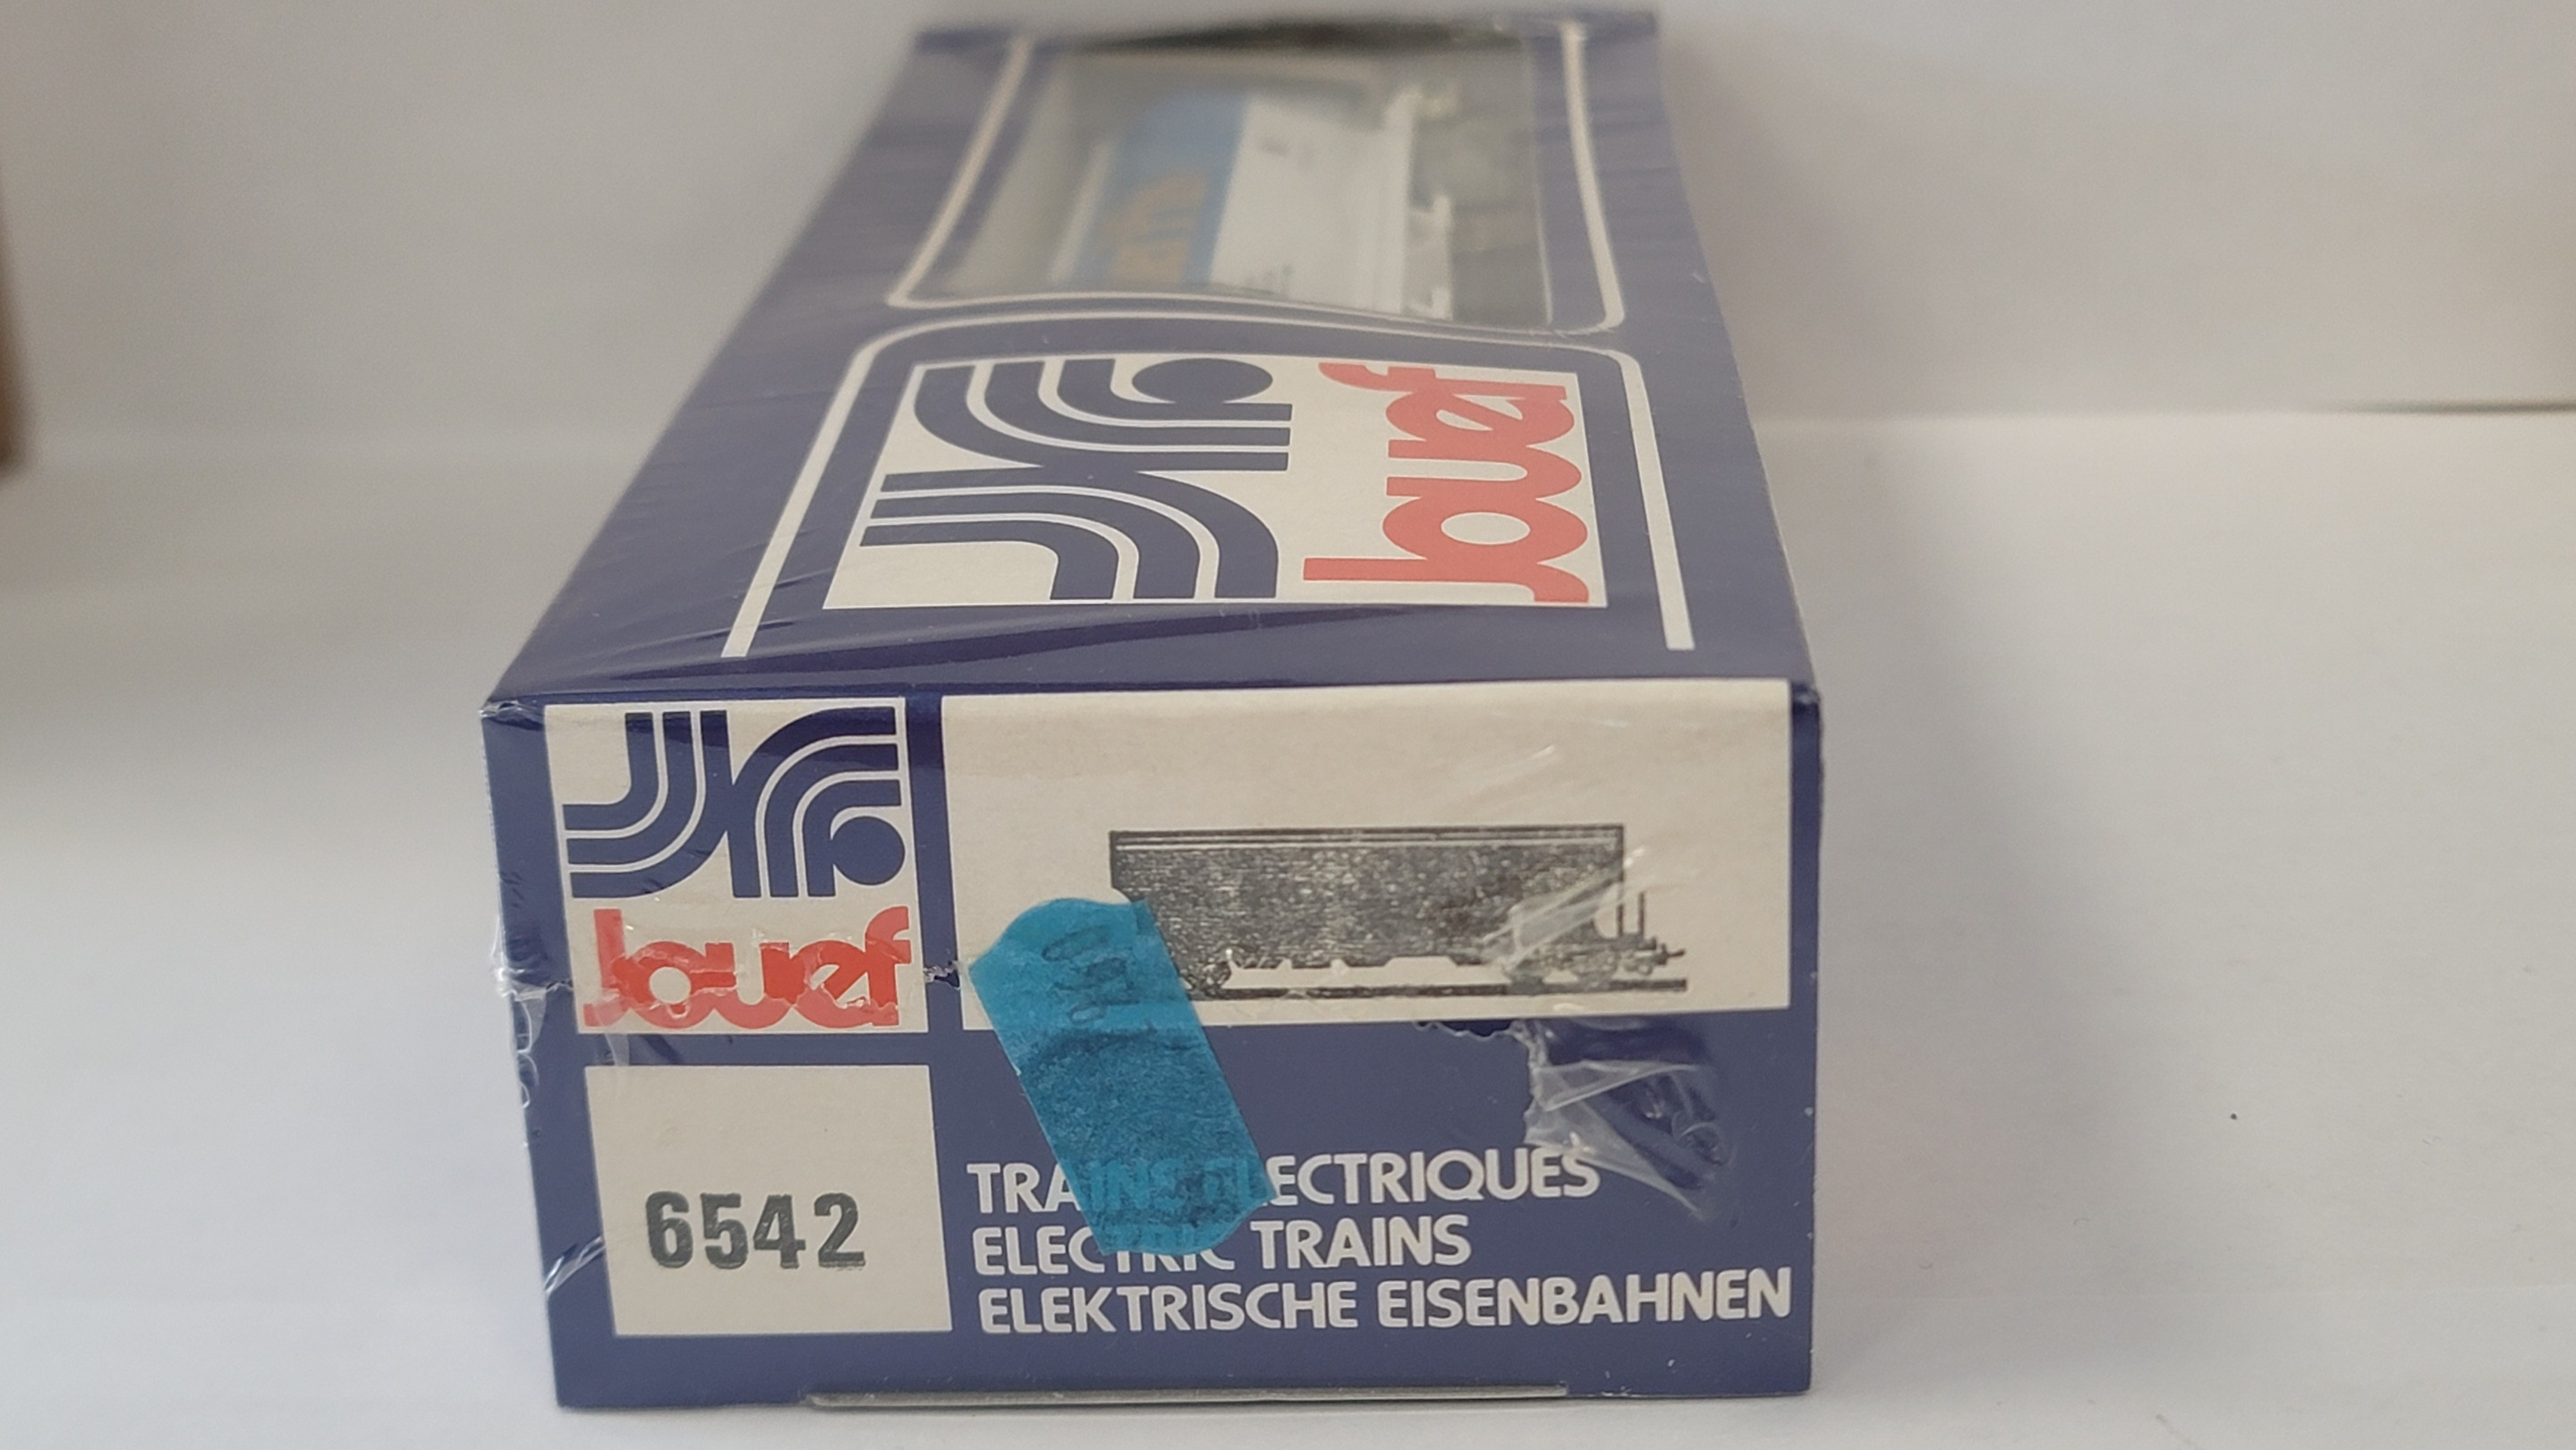 Jouef
Jouef
6542
TRAINS ELECTRIQUES
ELECTRIC TRAINS
ELEKTRISCHE EISENBAHNEN